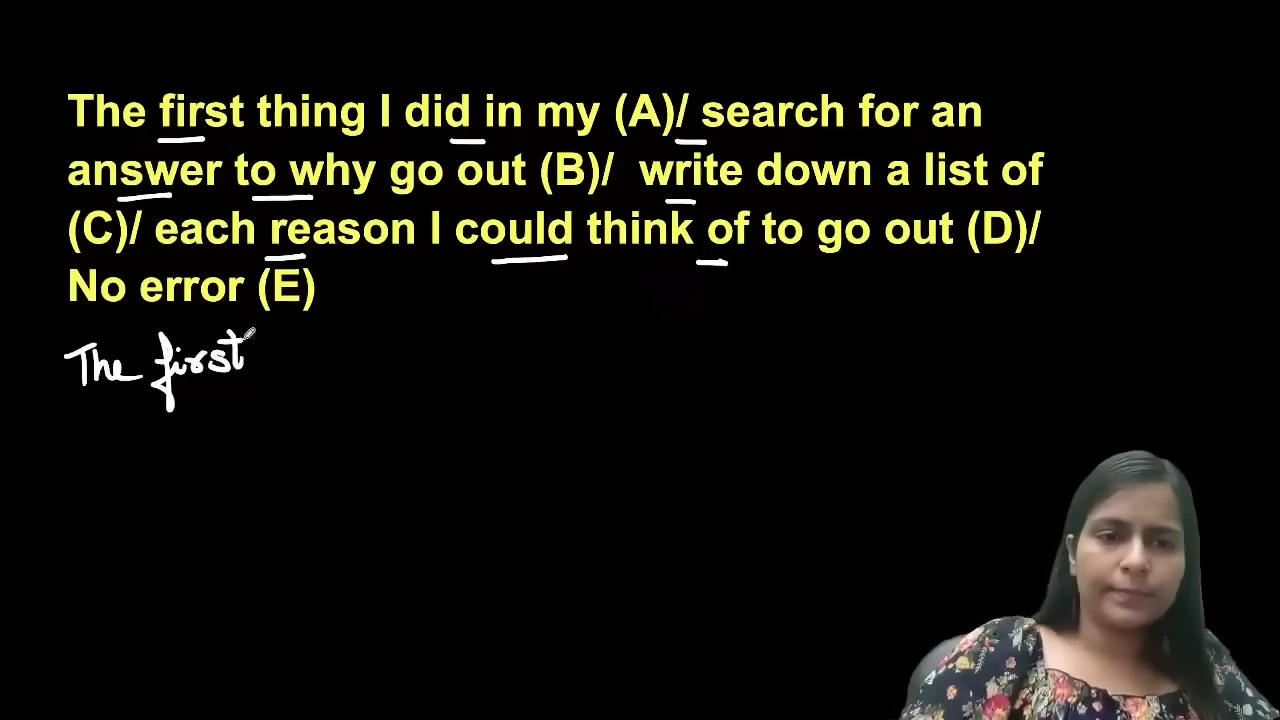 The first thing I did in my (A)/ search for an
answer to why go out (B)/ write down a list of
(C)/ each reason I could think of to go out (D)/
No error (E)
The first